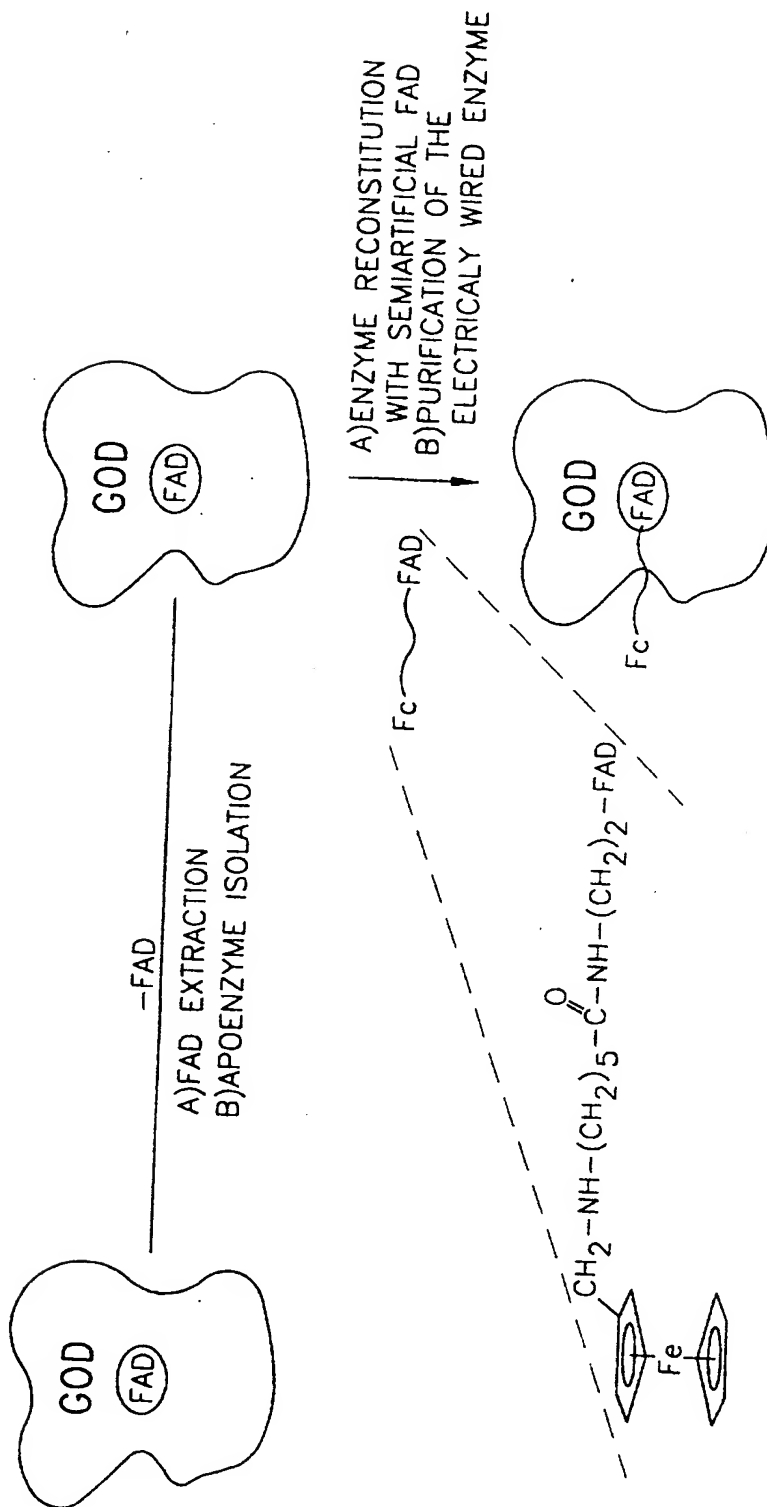 GOD
FAD
−FAD
A)FAD EXTRACTION
B)APOENZYME ISOLATION
GOD
FAD
A)ENZYME RECONSTITUTION
WITH SEMIARTIFICIAL FAD
B)PURIFICATION OF THE
ELECTRICALY WIRED ENZYME
Fc FAD
CH2−NH−(CH2)5−C−NH−(CH2)2−FAD
O
Fe
GOD
Fc FAD